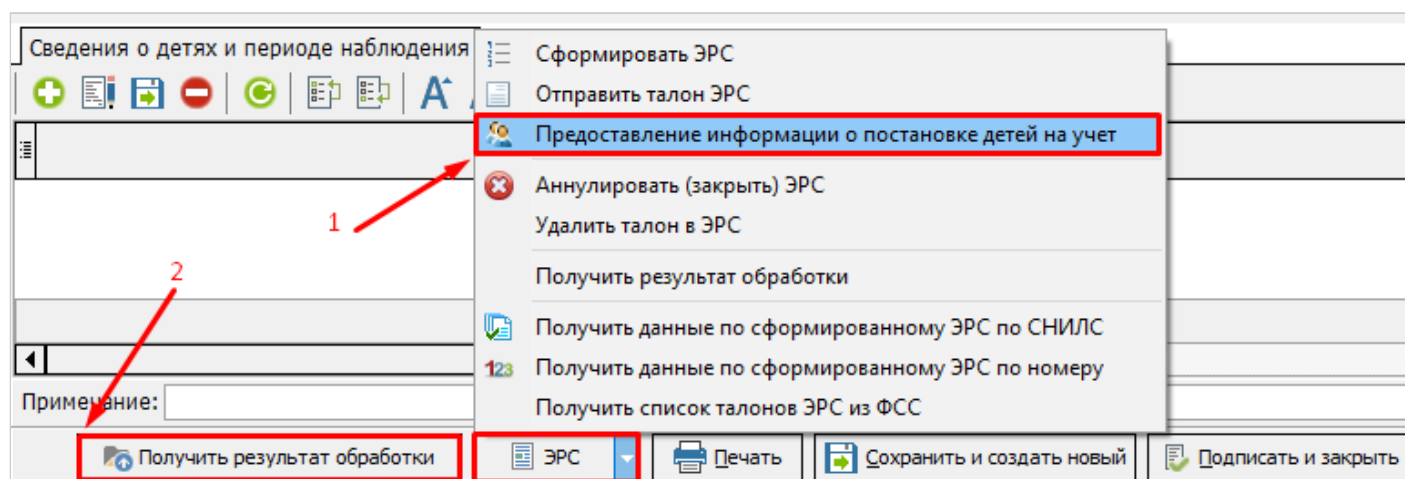 Сведения о детях и периоде наблюдения
Сформировать ЭРС
Отправить талон ЭРС
Предоставление информации о постановке детей на учет
Аннулировать (закрыть) ЭРС
Удалить талон в ЭРС
Получить результат обработки
Получить данные по сформированному ЭРС по СНИЛС
123 Получить данные по сформированному ЭРС по номеру
Получить список талонов ЭРС из ФСС
1
2
Примечание:
Получить результат обработки ЭРС Печать Сохранить и создать новый Подписать и закрыть